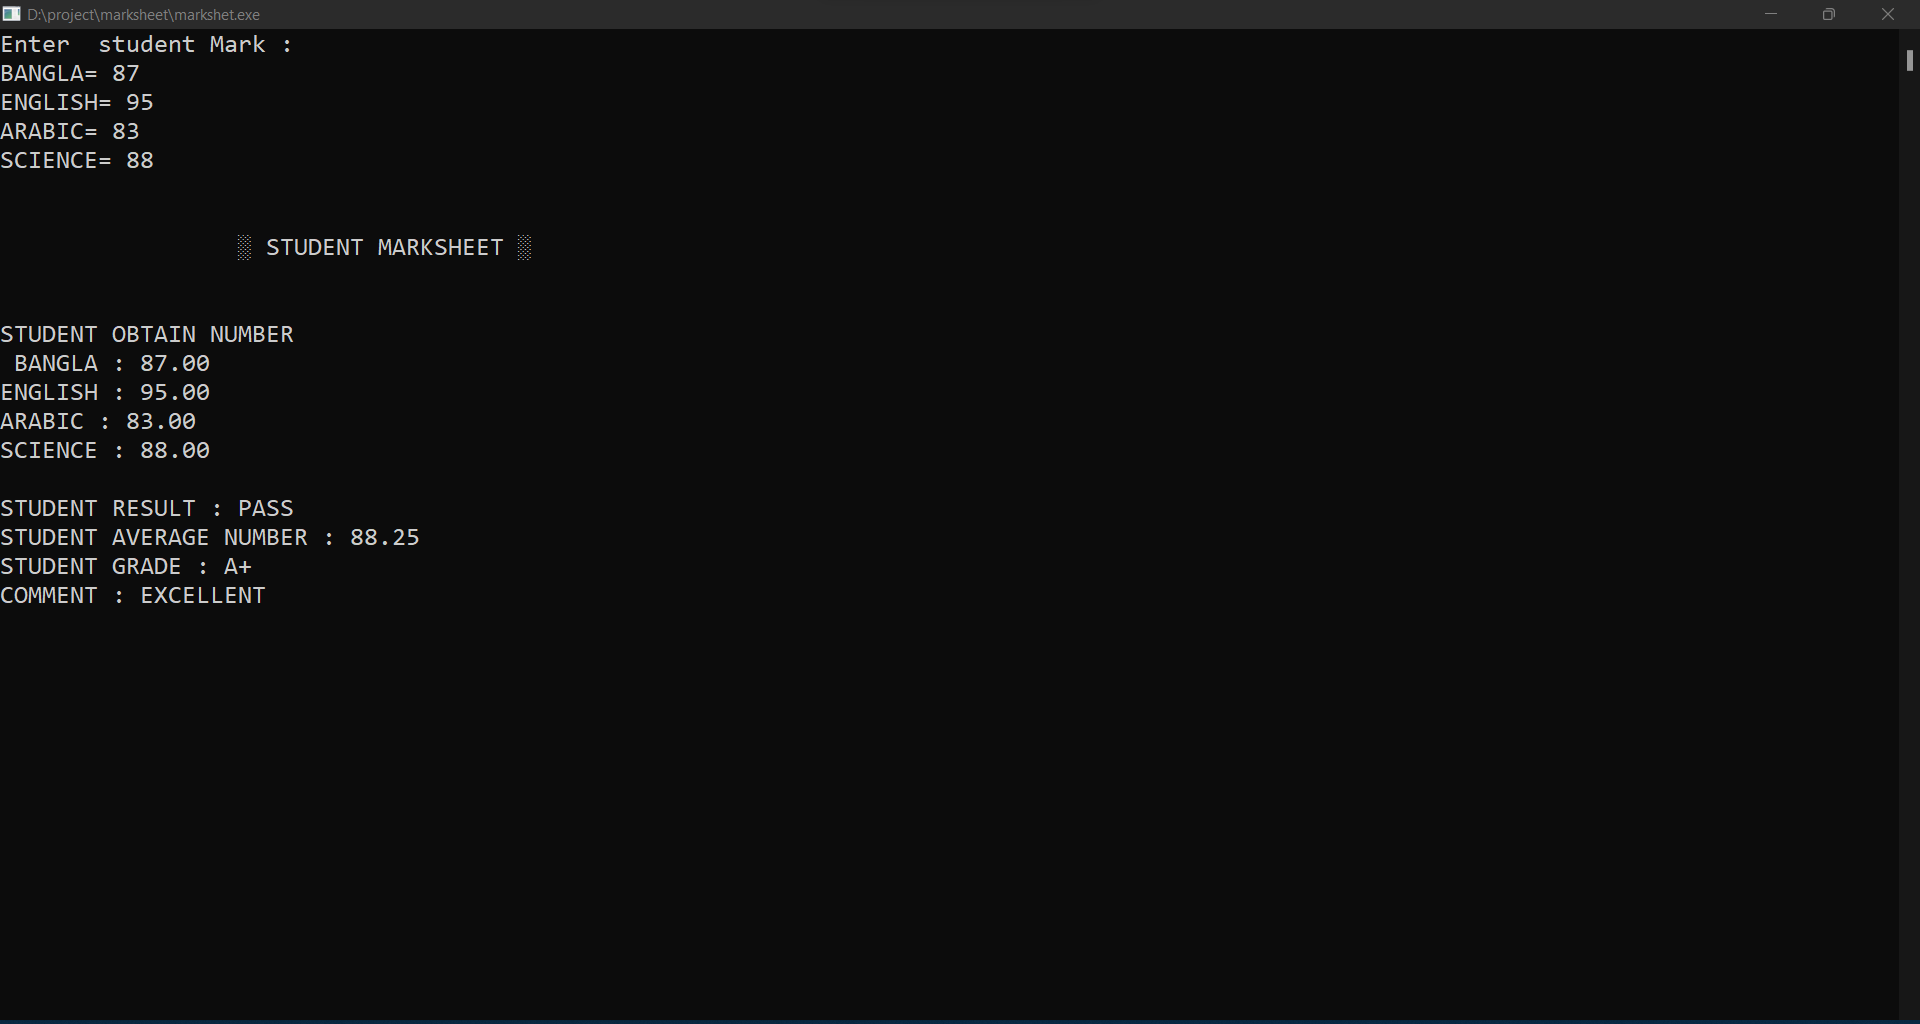 D:\project\marksheet\markshet.exe
Enter  student Mark :
BANGLA= 87
ENGLISH= 95
ARABIC= 83
SCIENCE= 88
░ STUDENT MARKSHEET ░
STUDENT OBTAIN NUMBER
BANGLA : 87.00
ENGLISH : 95.00
ARABIC : 83.00
SCIENCE : 88.00
STUDENT RESULT : PASS
STUDENT AVERAGE NUMBER : 88.25
STUDENT GRADE : A+
COMMENT : EXCELLENT